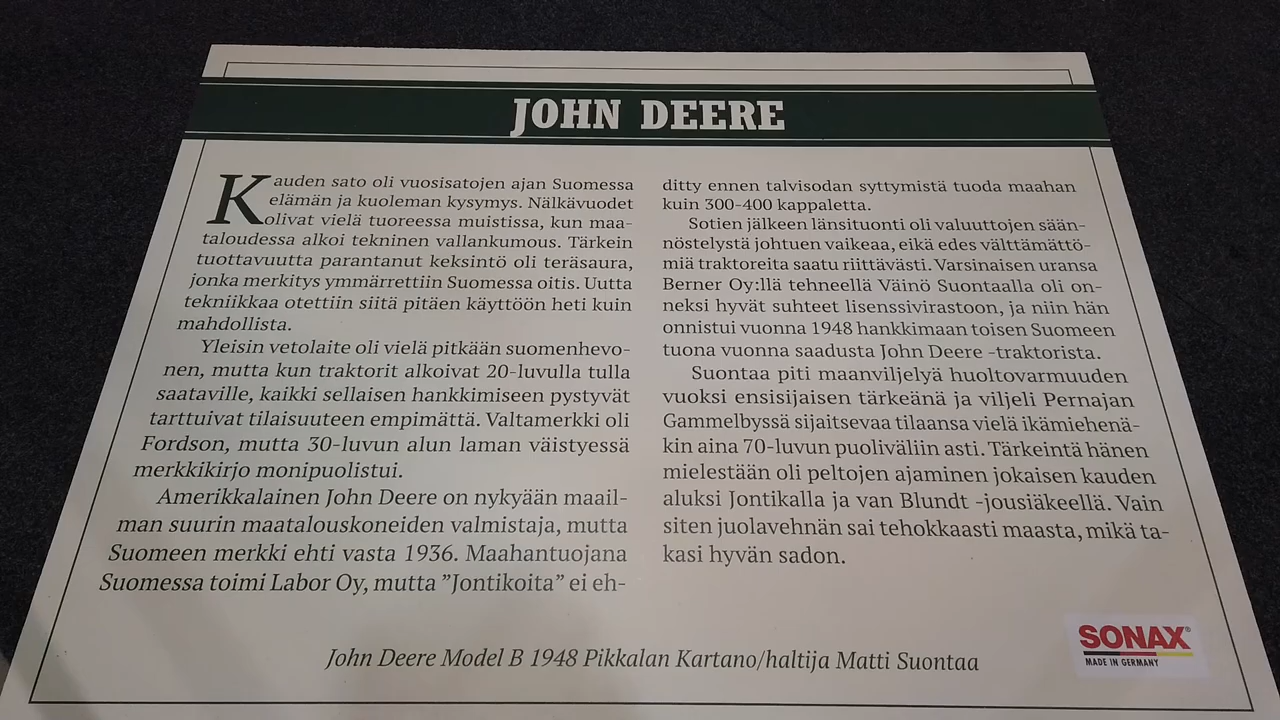 JOHN DEERE
Kauden sato oli vuosisatojen ajan Suomessa
elämän ja kuoleman kysymys. Nälkävuodet
olivat vielä tuoreessa muistissa, kun maa-
taloudessa alkoi tekninen vallankumous. Tärkein
tuottavuutta parantanut keksintö oli teräsaura,
jonka merkitys ymmärrettiin Suomessa oitis. Uutta
tekniikkaa otettiin siitä pitäen käyttöön heti kuin
mahdollista.
Yleisin vetolaite oli vielä pitkään suomenhevo-
nen, mutta kun traktorit alkoivat 20-luvulla tulla
saataville, kaikki sellaisen hankkimiseen pystyvät
tarttuivat tilaisuuteen empimättä. Valtamerkki oli
Fordson, mutta 30-luvun alun laman väistyessä
merkkikirjo monipuolistui.
Amerikkalainen John Deere on nykyään maail-
man suurin maatalouskoneiden valmistaja, mutta
Suomeen merkki ehti vasta 1936. Maahantuojana
Suomessa toimi Labor Oy, mutta ”Jontikoita” ei eh-
ditty ennen talvisodan syttymistä tuoda maahan
kuin 300-400 kappaletta.
Sotien jälkeen länsituonti oli valuuttojen sään-
nöstelystä johtuen vaikeaa, eikä edes välttämättö-
miä traktoreita saatu riittävästi. Varsinaisen uransa
Berner Oy:llä tehneellä Väinö Suontaalla oli on-
neksi hyvät suhteet lisenssivirastoon, ja niin hän
onnistui vuonna 1948 hankkimaan toisen Suomeen
tuona vuonna saadusta John Deere -traktorista.
Suontaa piti maanviljelyä huoltovarmuuden
vuoksi ensisijaisen tärkeänä ja viljeli Pernajan
Gammelbyssä sijaitsevaa tilaansa vielä ikämiehenä-
kin aina 70-luvun puoliväliin asti. Tärkeintä hänen
mielestään oli peltojen ajaminen jokaisen kauden
aluksi Jontikalla ja van Blundt -jousiäkeellä. Vain
siten juolavehnän sai tehokkaasti maasta, mikä ta-
kasi hyvän sadon.
John Deere Model B 1948 Pikkalan Kartano/haltija Matti Suontaa
SONAX®
MADE IN GERMANY